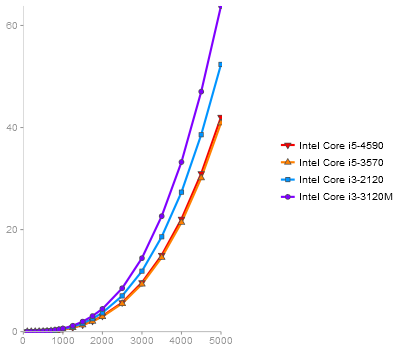 60
40
20
0
0 1000 2000 3000 4000 5000
Intel Core i5-4590
Intel Core i5-3570
Intel Core i3-2120
Intel Core i3-3120M